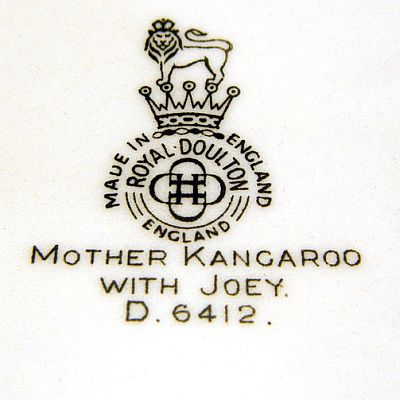 MADE IN ENGLAND
ROYAL · DOULTON
ENGLAND
MOTHER KANGAROO
WITH JOEY.
D. 6412.